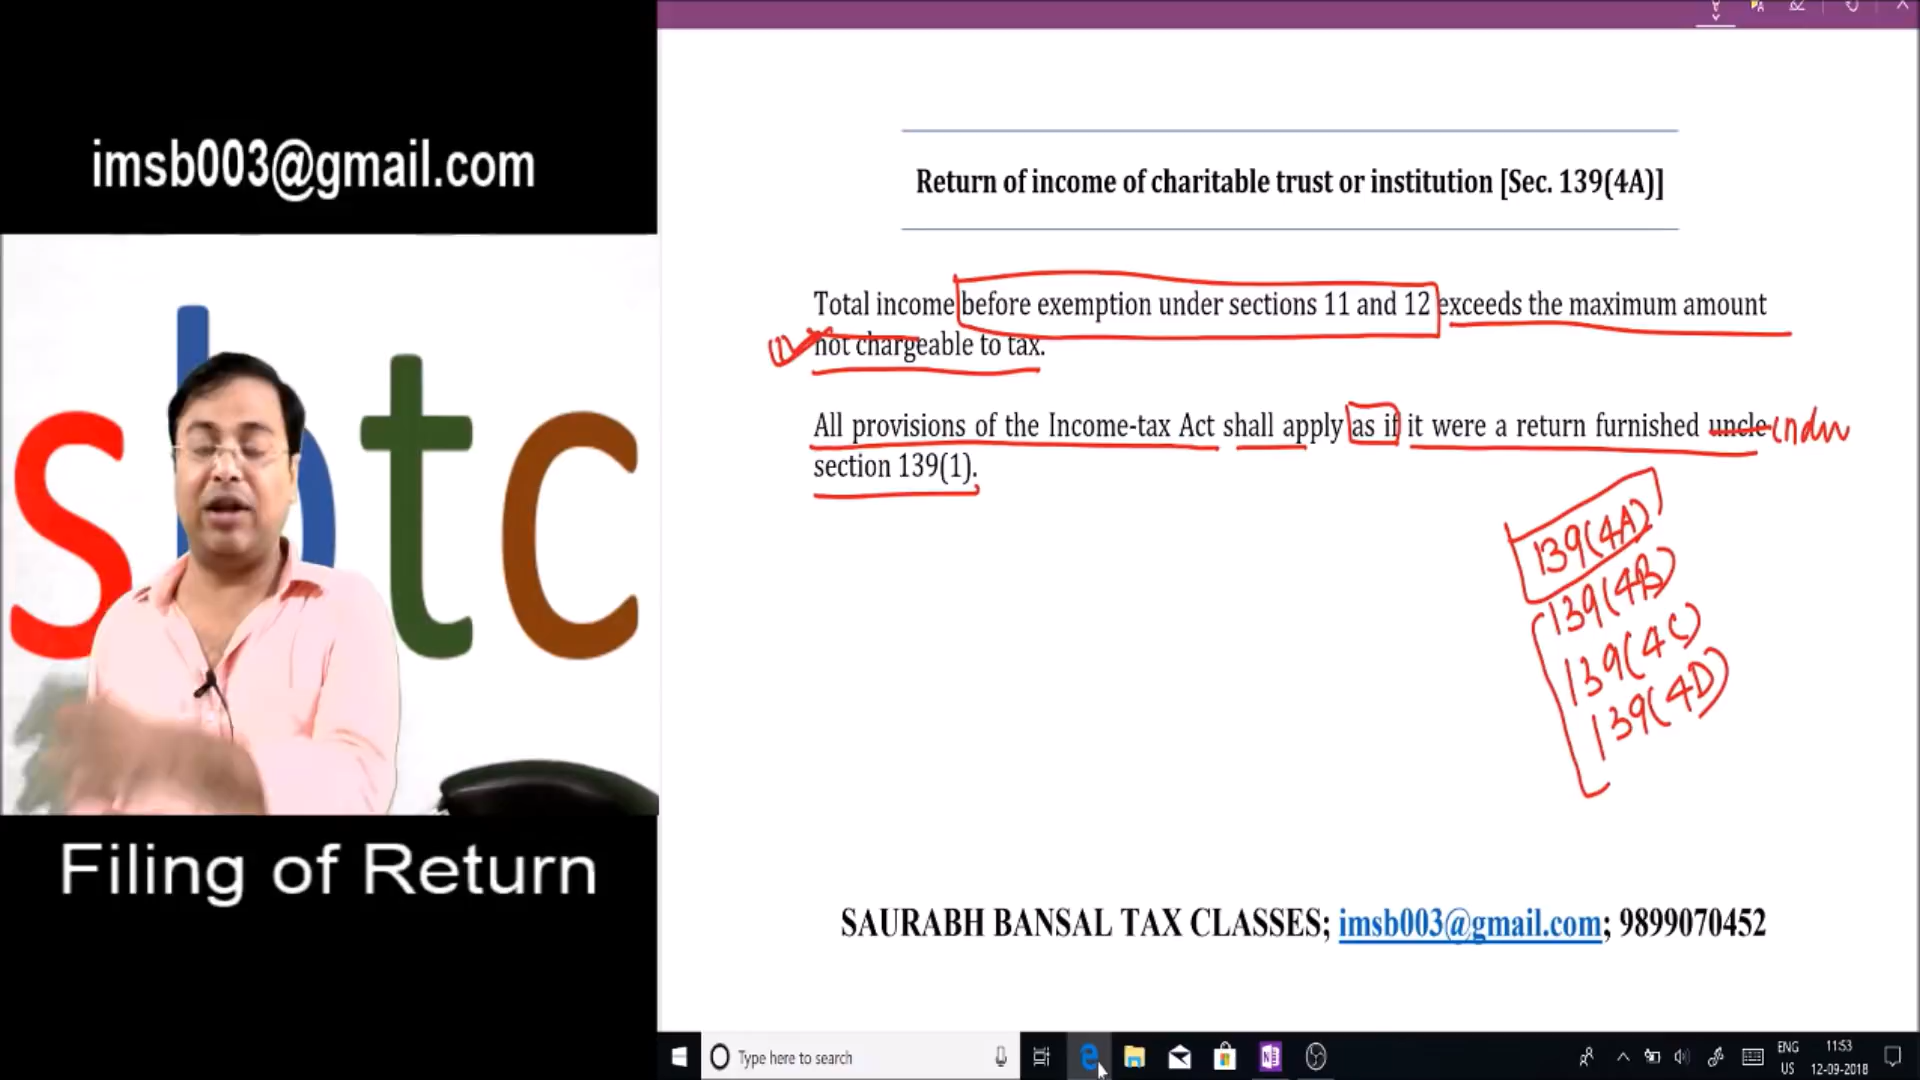 imsb003@gmail.com
sbtc
Filing of Return
Return of income of charitable trust or institution [Sec. 139(4A)]
Total income before exemption under sections 11 and 12 exceeds the maximum amount
(1) not chargeable to tax.
All provisions of the Income-tax Act shall apply as if it were a return furnished uncle under
section 139(1).
139(4A)
139(4B)
139(4C)
139(4D)
SAURABH BANSAL TAX CLASSES; imsb003@gmail.com; 9899070452
Type here to search
ENG
US
11:53
12-09-2018